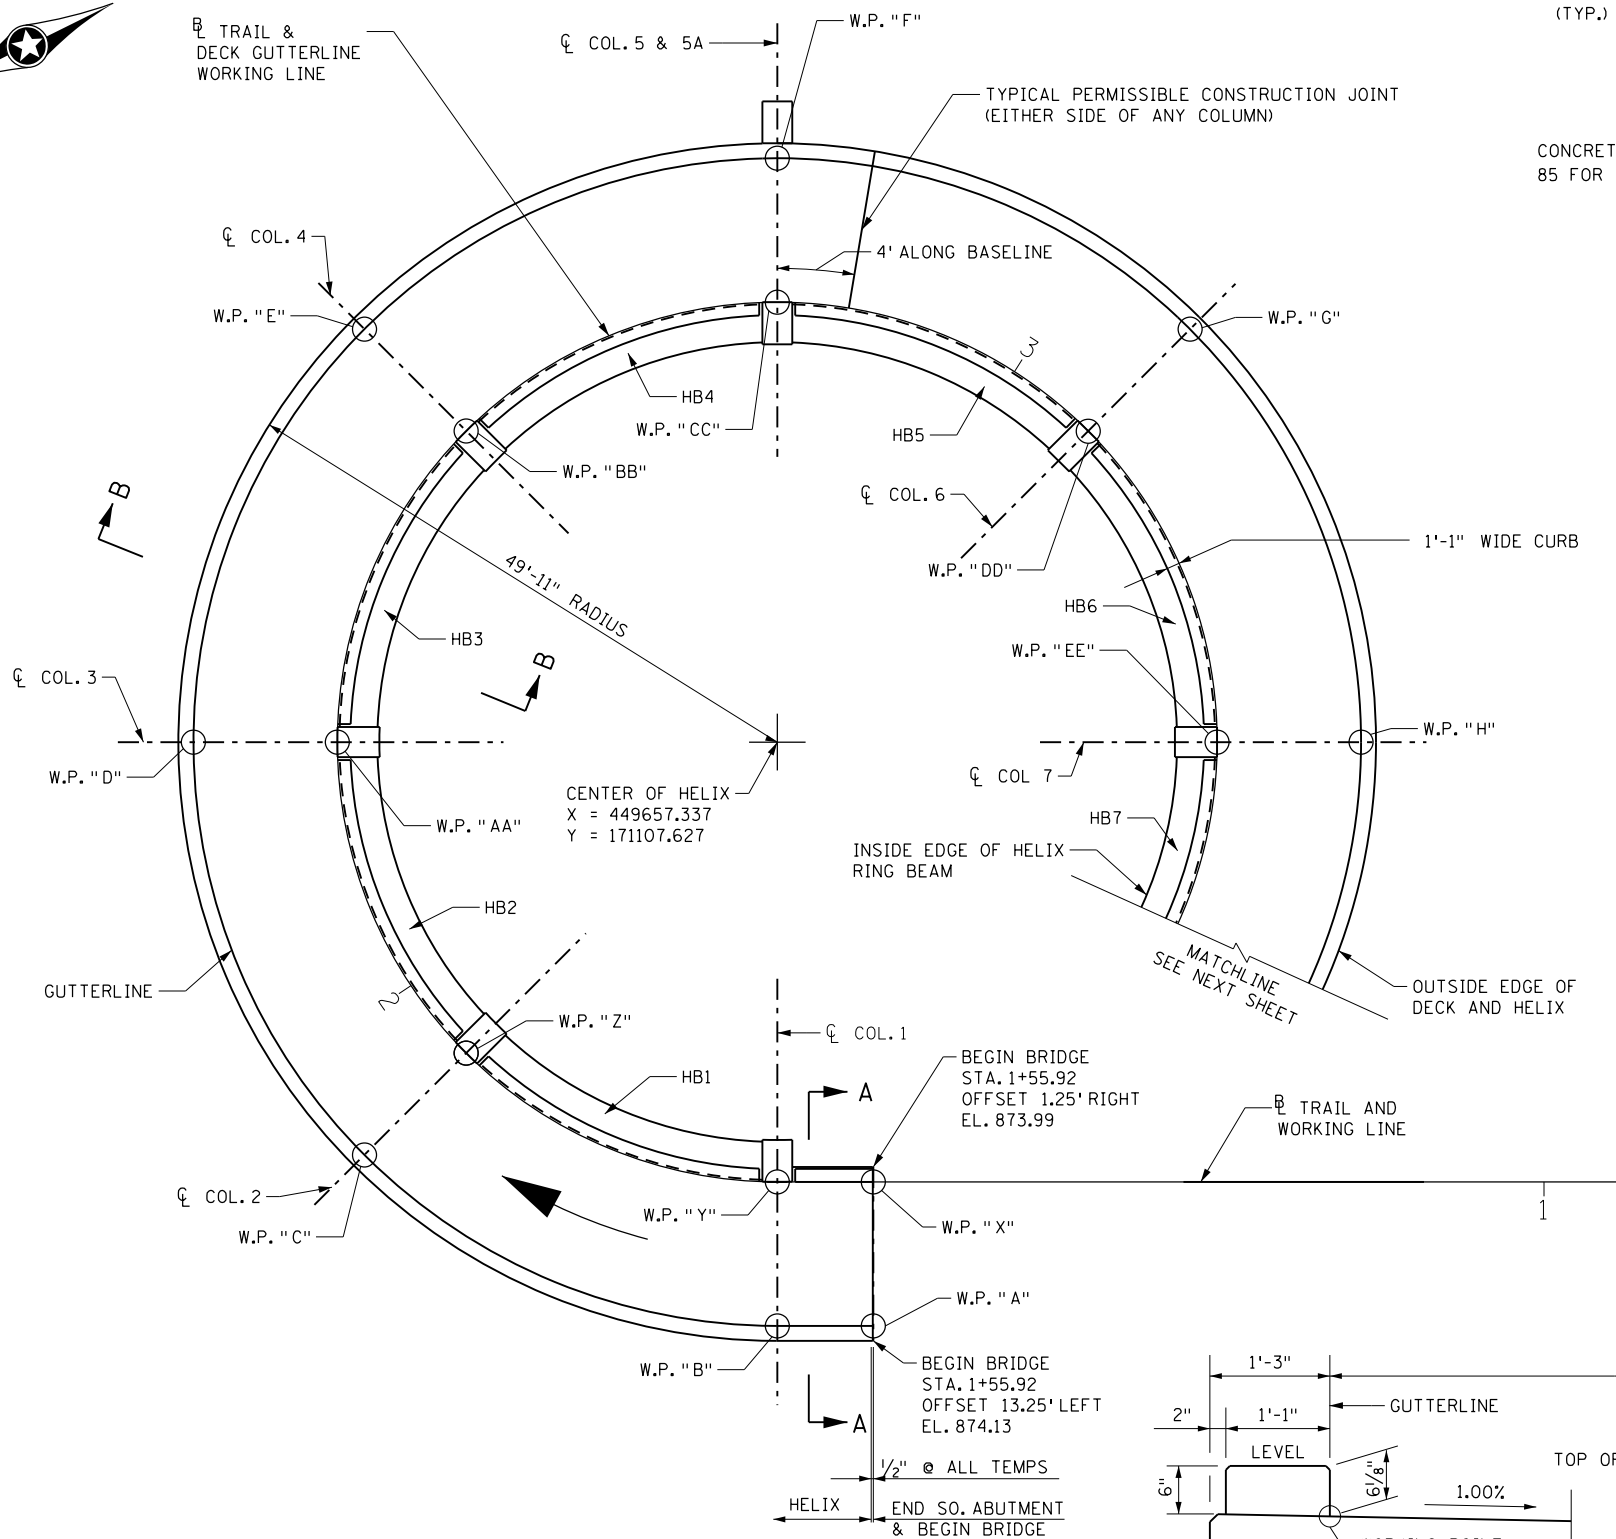 (TYP.)
W.P. "F"
℄ COL. 5 & 5A
B̲L TRAIL &
DECK GUTTERLINE
WORKING LINE
TYPICAL PERMISSIBLE CONSTRUCTION JOINT
(EITHER SIDE OF ANY COLUMN)
CONCRET
85 FOR
℄ COL. 4
4' ALONG BASELINE
W.P. "E"
W.P. "G"
3
HB4
W.P. "CC"
HB5
W.P. "BB"
B
℄ COL. 6
1'-1" WIDE CURB
W.P. "DD"
49'-11" RADIUS
HB6
HB3
W.P. "EE"
B
℄ COL. 3
W.P. "H"
W.P. "D"
℄ COL 7
CENTER OF HELIX
X = 449657.337
Y = 171107.627
W.P. "AA"
HB7
INSIDE EDGE OF HELIX
RING BEAM
HB2
MATCHLINE
SEE NEXT SHEET
GUTTERLINE
2
OUTSIDE EDGE OF
DECK AND HELIX
W.P. "Z"
℄ COL. 1
BEGIN BRIDGE
STA. 1+55.92
OFFSET 1.25' RIGHT
EL. 873.99
HB1
A
B̲L TRAIL AND
WORKING LINE
℄ COL. 2
W.P. "Y"
W.P. "X"
1
W.P. "C"
W.P. "A"
W.P. "B"
BEGIN BRIDGE
STA. 1+55.92
OFFSET 13.25' LEFT
EL. 874.13
A
1'-3"
GUTTERLINE
2"
1'-1"
LEVEL
6"
6 1/8"
TOP OF
1.00%
1/2" @ ALL TEMPS
HELIX
END SO. ABUTMENT
& BEGIN BRIDGE